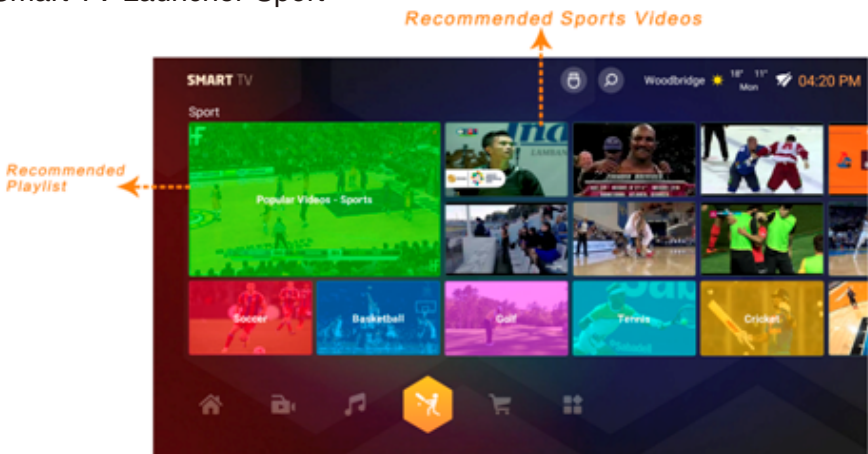 Smart TV Launcher Sport
Recommended Sports Videos
SMART TV
Woodbridge
18° 11°
Mon
04:20 PM
Sport
Recommended
Playlist
Popular Videos - Sports
Soccer
Basketball
Golf
Tennis
Cricket